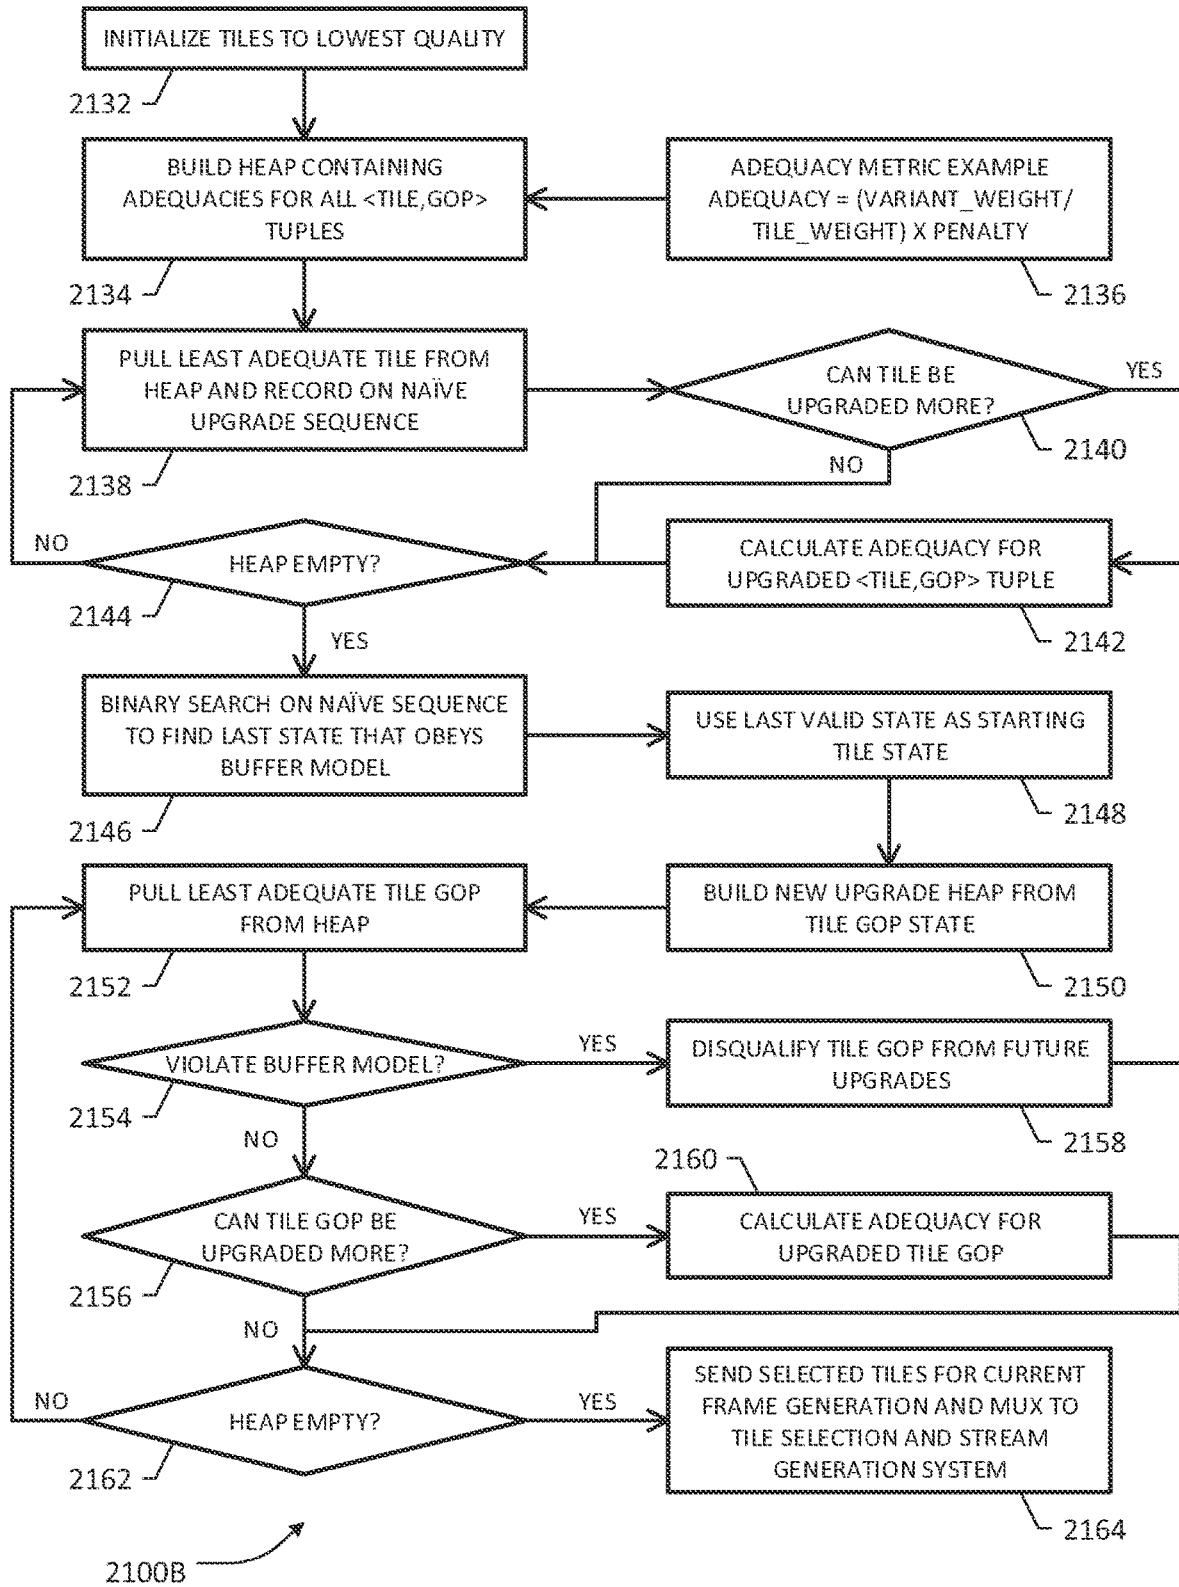 INITIALIZE TILES TO LOWEST QUALITY
2132
BUILD HEAP CONTAINING
ADEQUACIES FOR ALL <TILE,GOP>
TUPLES
2134
ADEQUACY METRIC EXAMPLE
ADEQUACY = (VARIANT_WEIGHT/
TILE_WEIGHT) X PENALTY
2136
PULL LEAST ADEQUATE TILE FROM
HEAP AND RECORD ON NAÏVE
UPGRADE SEQUENCE
2138
CAN TILE BE
UPGRADED MORE?
YES
2140
NO
NO
HEAP EMPTY?
2144
YES
CALCULATE ADEQUACY FOR
UPGRADED <TILE,GOP> TUPLE
2142
BINARY SEARCH ON NAÏVE SEQUENCE
TO FIND LAST STATE THAT OBEYS
BUFFER MODEL
2146
USE LAST VALID STATE AS STARTING
TILE STATE
2148
PULL LEAST ADEQUATE TILE GOP
FROM HEAP
2152
BUILD NEW UPGRADE HEAP FROM
TILE GOP STATE
2150
VIOLATE BUFFER MODEL?
YES
2154
NO
DISQUALIFY TILE GOP FROM FUTURE
UPGRADES
2158
2160
CAN TILE GOP BE
UPGRADED MORE?
YES
2156
NO
CALCULATE ADEQUACY FOR
UPGRADED TILE GOP
NO
HEAP EMPTY?
YES
2162
SEND SELECTED TILES FOR CURRENT
FRAME GENERATION AND MUX TO
TILE SELECTION AND STREAM
GENERATION SYSTEM
2164
2100B